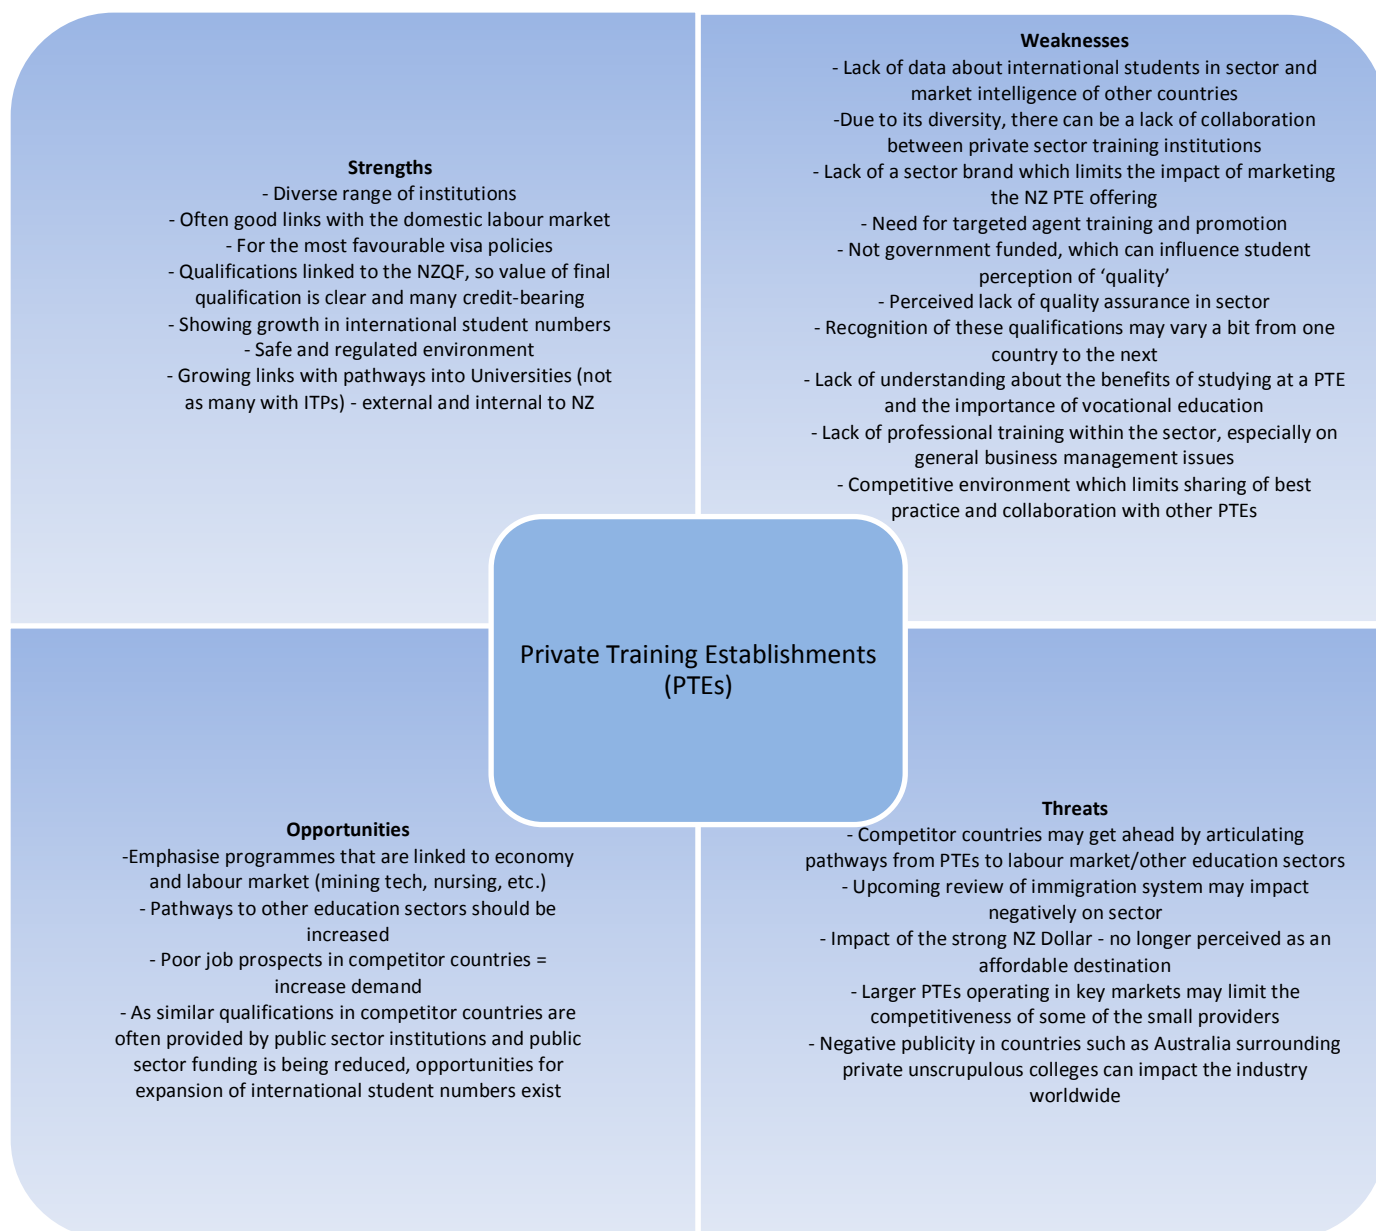 Strengths
- Diverse range of institutions
- Often good links with the domestic labour market
- For the most favourable visa policies
- Qualifications linked to the NZQF, so value of final
qualification is clear and many credit-bearing
- Showing growth in international student numbers
- Safe and regulated environment
- Growing links with pathways into Universities (not
as many with ITPs) - external and internal to NZ
Weaknesses
- Lack of data about international students in sector and
market intelligence of other countries
-Due to its diversity, there can be a lack of collaboration
between private sector training institutions
- Lack of a sector brand which limits the impact of marketing
the NZ PTE offering
- Need for targeted agent training and promotion
- Not government funded, which can influence student
perception of ‘quality’
- Perceived lack of quality assurance in sector
- Recognition of these qualifications may vary a bit from one
country to the next
- Lack of understanding about the benefits of studying at a PTE
and the importance of vocational education
- Lack of professional training within the sector, especially on
general business management issues
- Competitive environment which limits sharing of best
practice and collaboration with other PTEs
Private Training Establishments
(PTEs)
Opportunities
-Emphasise programmes that are linked to economy
and labour market (mining tech, nursing, etc.)
- Pathways to other education sectors should be
increased
- Poor job prospects in competitor countries =
increase demand
- As similar qualifications in competitor countries are
often provided by public sector institutions and public
sector funding is being reduced, opportunities for
expansion of international student numbers exist
Threats
- Competitor countries may get ahead by articulating
pathways from PTEs to labour market/other education sectors
- Upcoming review of immigration system may impact
negatively on sector
- Impact of the strong NZ Dollar - no longer perceived as an
affordable destination
- Larger PTEs operating in key markets may limit the
competitiveness of some of the small providers
- Negative publicity in countries such as Australia surrounding
private unscrupulous colleges can impact the industry
worldwide